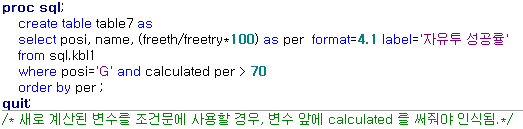 proc sql;
create table table7 as
select posi, name, (freeth/freetry*100) as per format=4.1 label='자유투 성공률'
from sql.kbl1
where posi='G' and calculated per > 70
order by per ;
quit;
/* 새로 계산된 변수를 조건문에 사용할 경우, 변수 앞에 calculated 를 써줘야 인식됨.*/